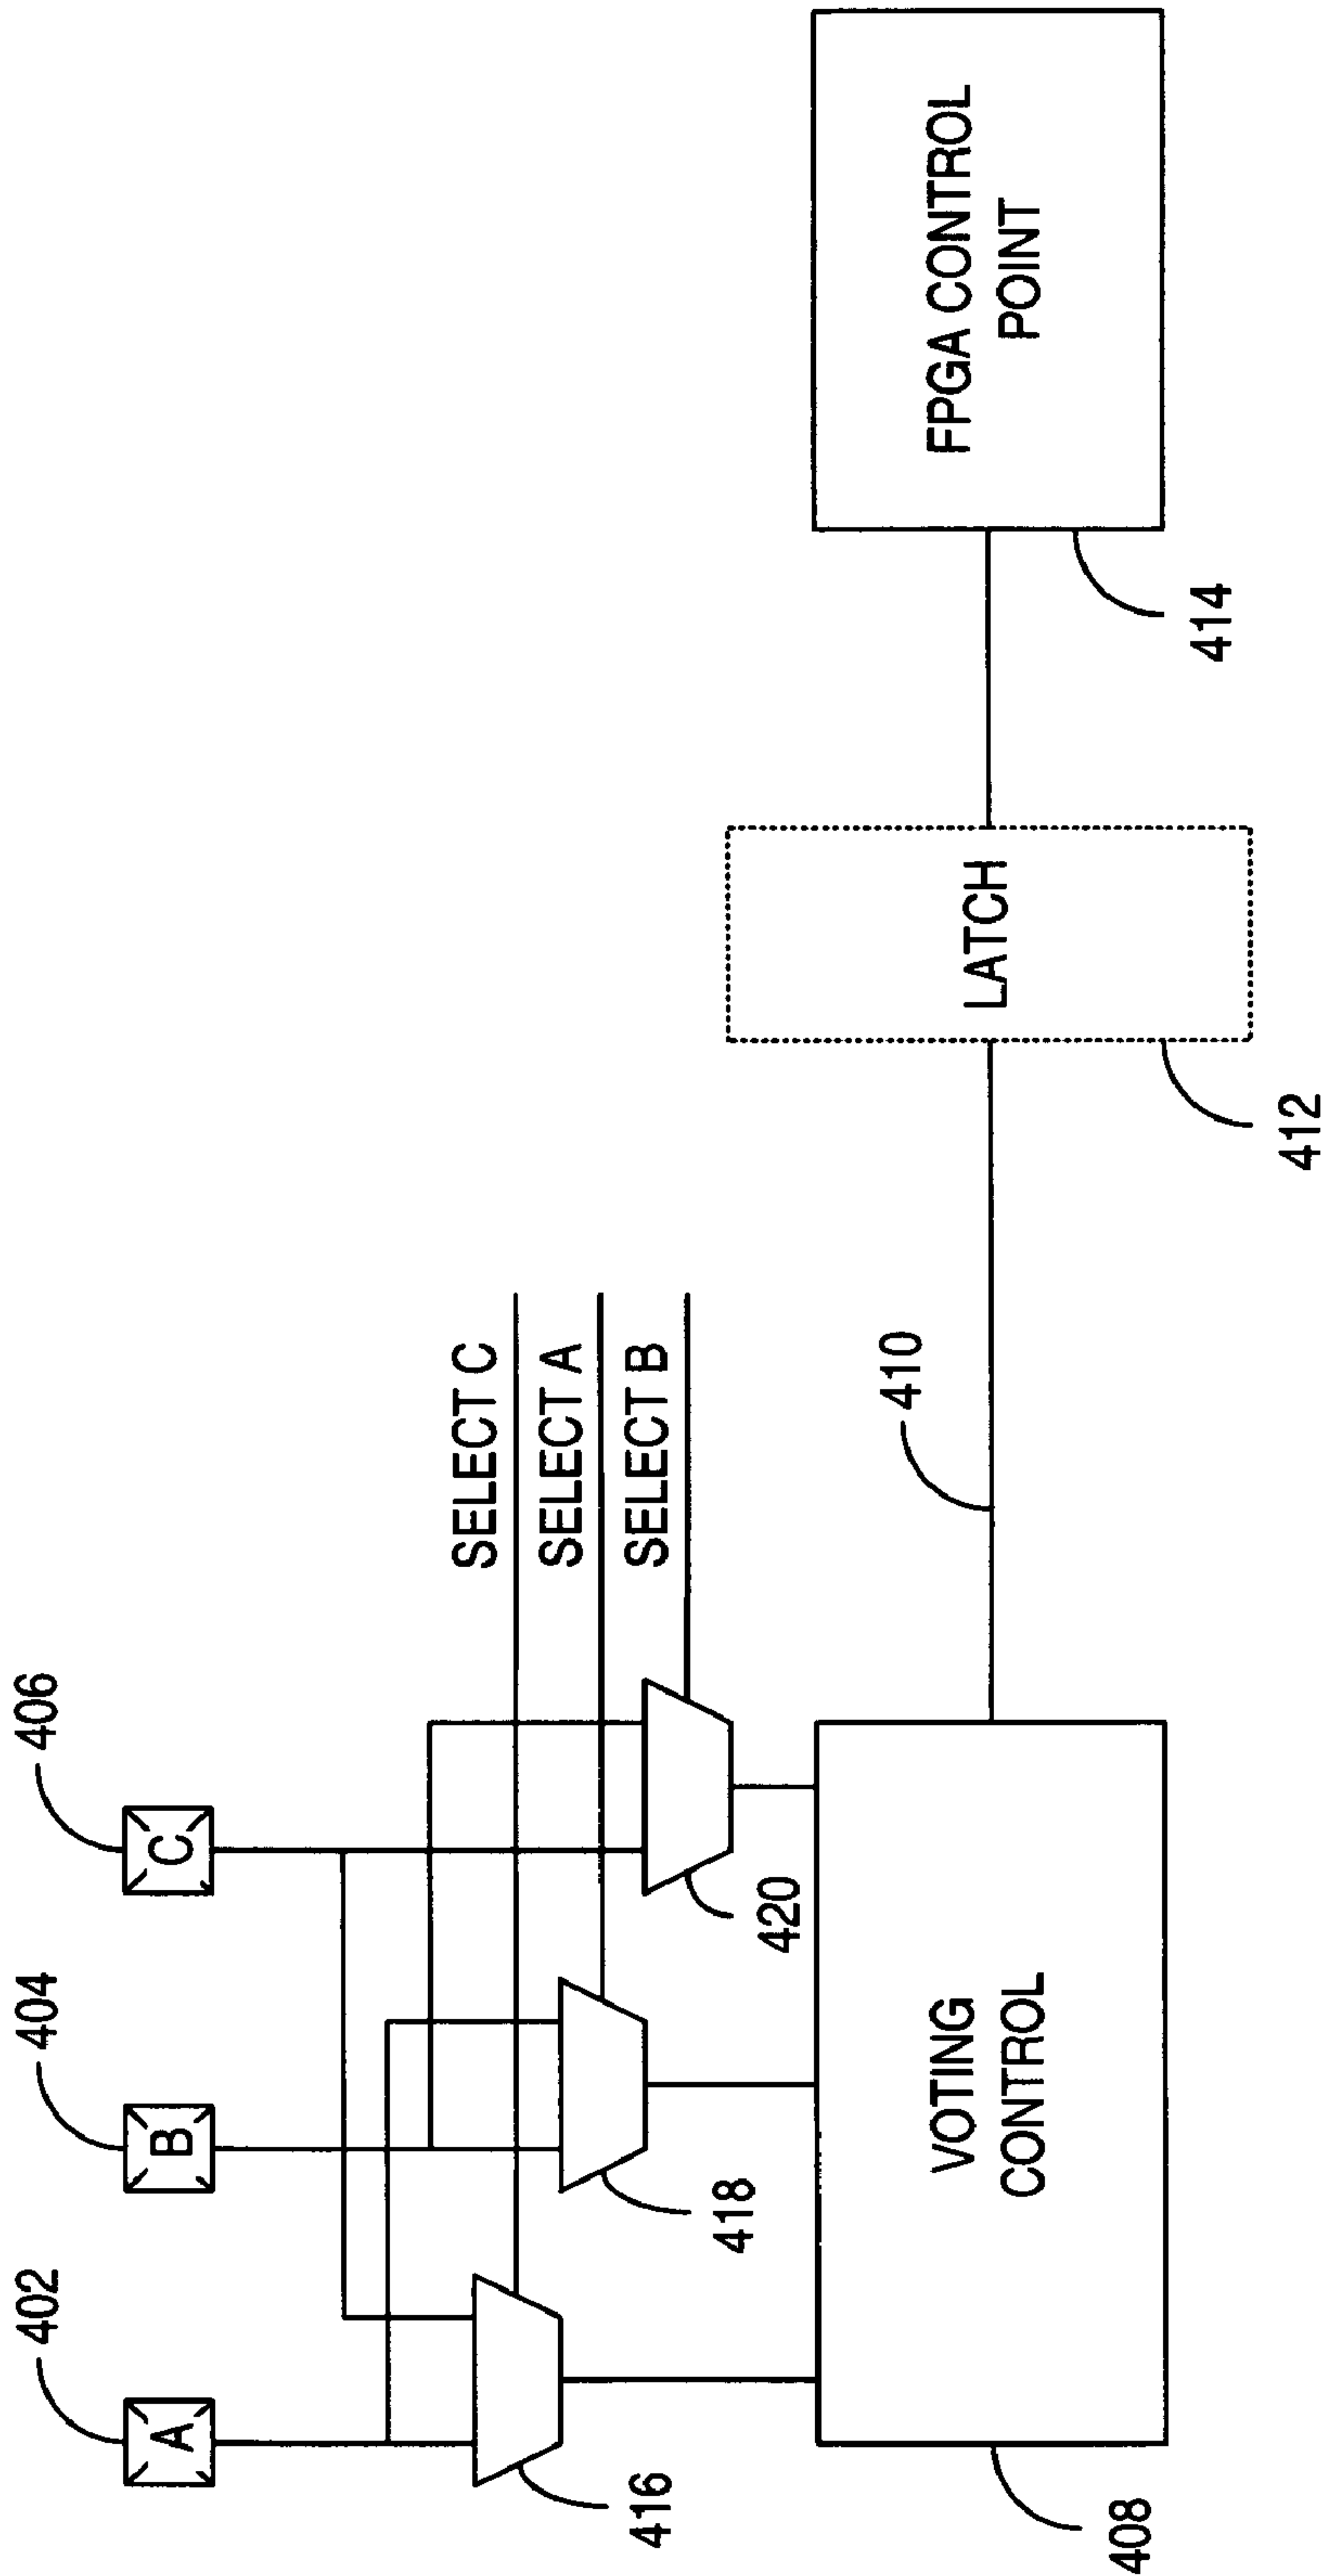 402
404
406
A
B
C
SELECT C
SELECT A
SELECT B
416
418
420
VOTING
CONTROL
408
410
LATCH
412
FPGA CONTROL
POINT
414